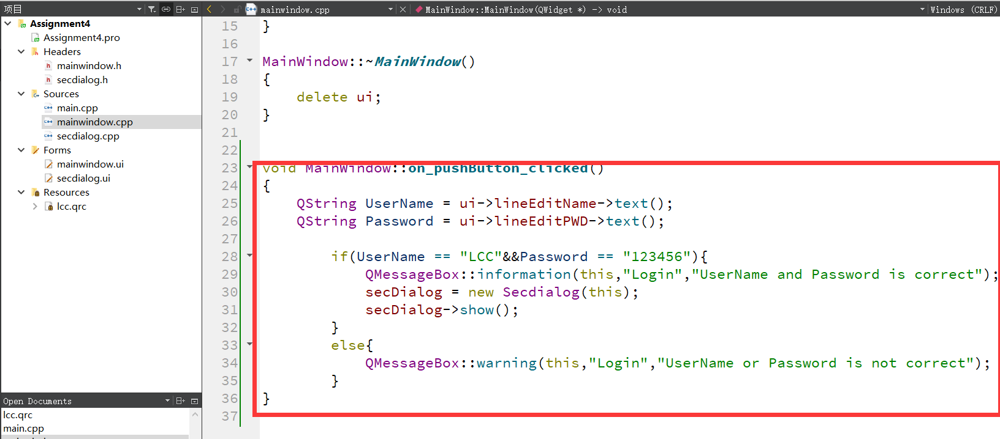 项目
mainwindow.cpp
MainWindow::MainWindow(QWidget *) -> void
Windows (CRLF)
Assignment4
Assignment4.pro
Headers
mainwindow.h
secdialog.h
Sources
main.cpp
mainwindow.cpp
secdialog.cpp
Forms
mainwindow.ui
secdialog.ui
Resources
lcc.qrc
Open Documents
lcc.qrc
main.cpp
15 }
16
17 MainWindow::~MainWindow()
18 {
19     delete ui;
20 }
21
22
23 void MainWindow::on_pushButton_clicked()
24 {
25     QString UserName = ui->lineEditName->text();
26     QString Password = ui->lineEditPWD->text();
27
28         if(UserName == "LCC"&&Password == "123456"){
29             QMessageBox::information(this,"Login","UserName and Password is correct");
30             secDialog = new Secdialog(this);
31             secDialog->show();
32         }
33         else{
34             QMessageBox::warning(this,"Login","UserName or Password is not correct");
35         }
36 }
37